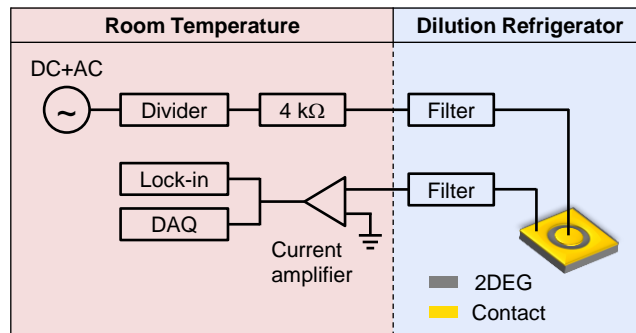 Room Temperature
Dilution Refrigerator
DC+AC
~
Divider
4 kΩ
Filter
Lock-in
DAQ
Current
amplifier
Filter
2DEG
Contact